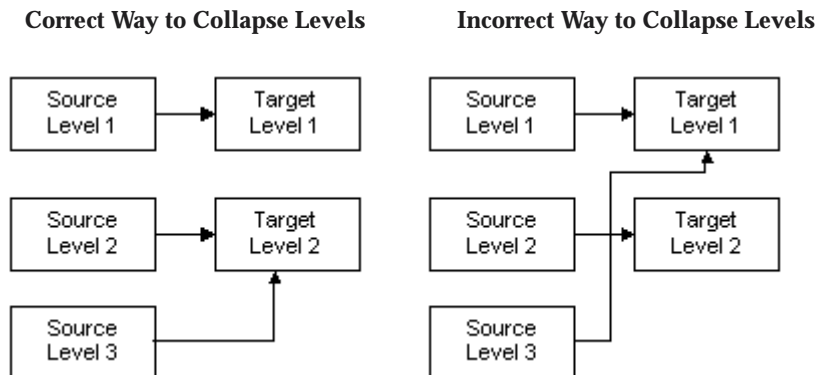 Correct Way to Collapse Levels
Source
Level 1
Target
Level 1
Source
Level 2
Target
Level 2
Source
Level 3
Incorrect Way to Collapse Levels
Source
Level 1
Target
Level 1
Source
Level 2
Target
Level 2
Source
Level 3